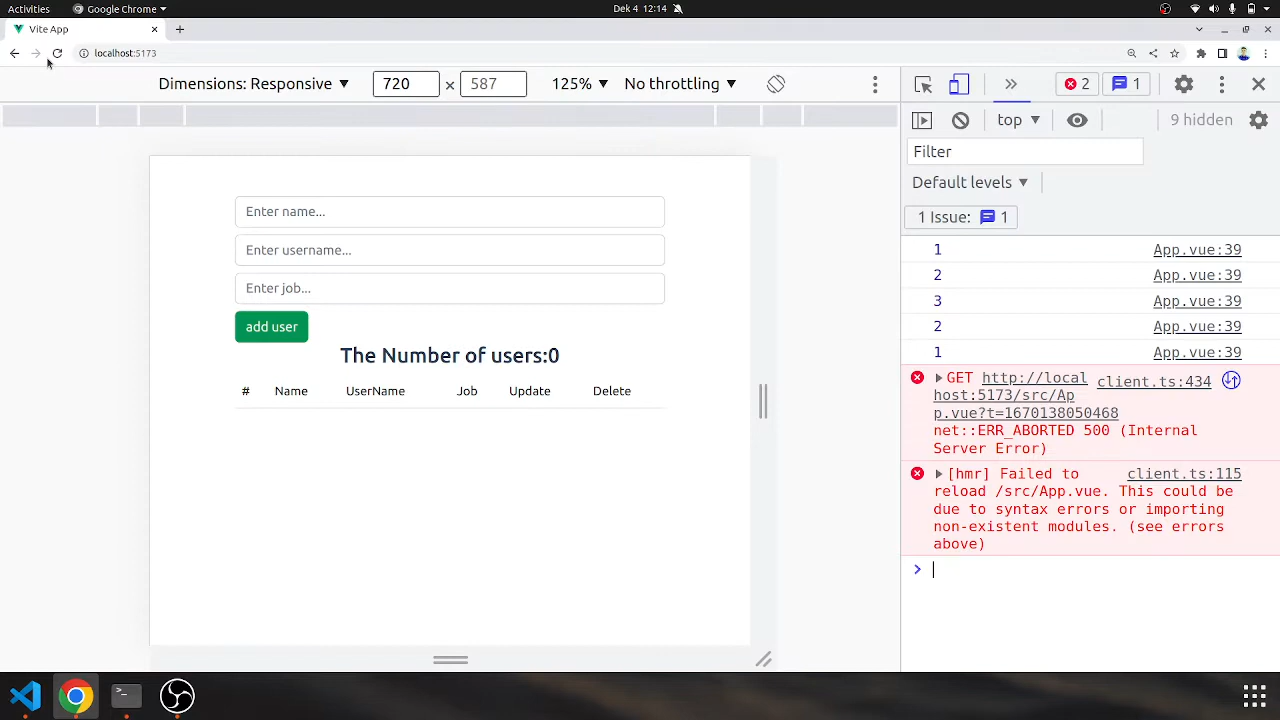 Activities
Google Chrome
Dek 4 12:14
Vite App
localhost:5173
Dimensions: Responsive 720 × 587 125% No throttling
2 1
top 9 hidden
Filter
Default levels
1 Issue: 1
Enter name...
Enter username...
Enter job...
add user
The Number of users:0
# Name UserName Job Update Delete
1 App.vue:39
2 App.vue:39
3 App.vue:39
2 App.vue:39
1 App.vue:39
GET http://local client.ts:434
host:5173/src/Ap
p.vue?t=1670138050468
net::ERR_ABORTED 500 (Internal
Server Error)
[hmr] Failed to client.ts:115
reload /src/App.vue. This could be
due to syntax errors or importing
non-existent modules. (see errors
above)